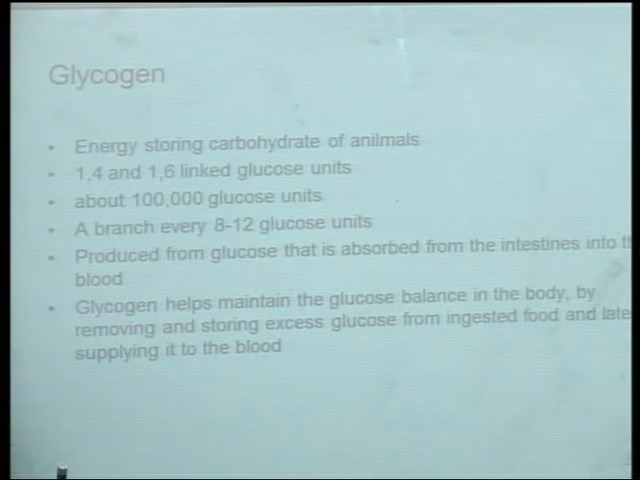 Glycogen
• Energy storing carbohydrate of anilmals
• 1,4 and 1,6 linked glucose units
• about 100,000 glucose units
• A branch every 8-12 glucose units
• Produced from glucose that is absorbed from the intestines into
blood
• Glycogen helps maintain the glucose balance in the body, by
removing and storing excess glucose from ingested food and
supplying it to the blood